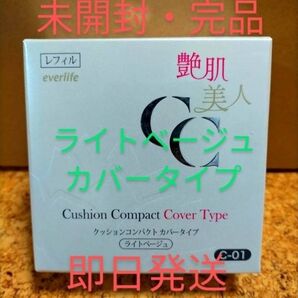 未開封・完品
レフィル
everlife
艶肌
美人
CC
ライトベージュ
カバータイプ
Cushion Compact Cover Type
クッションコンパクト カバータイプ
ライトベージュ
C-01
即日発送